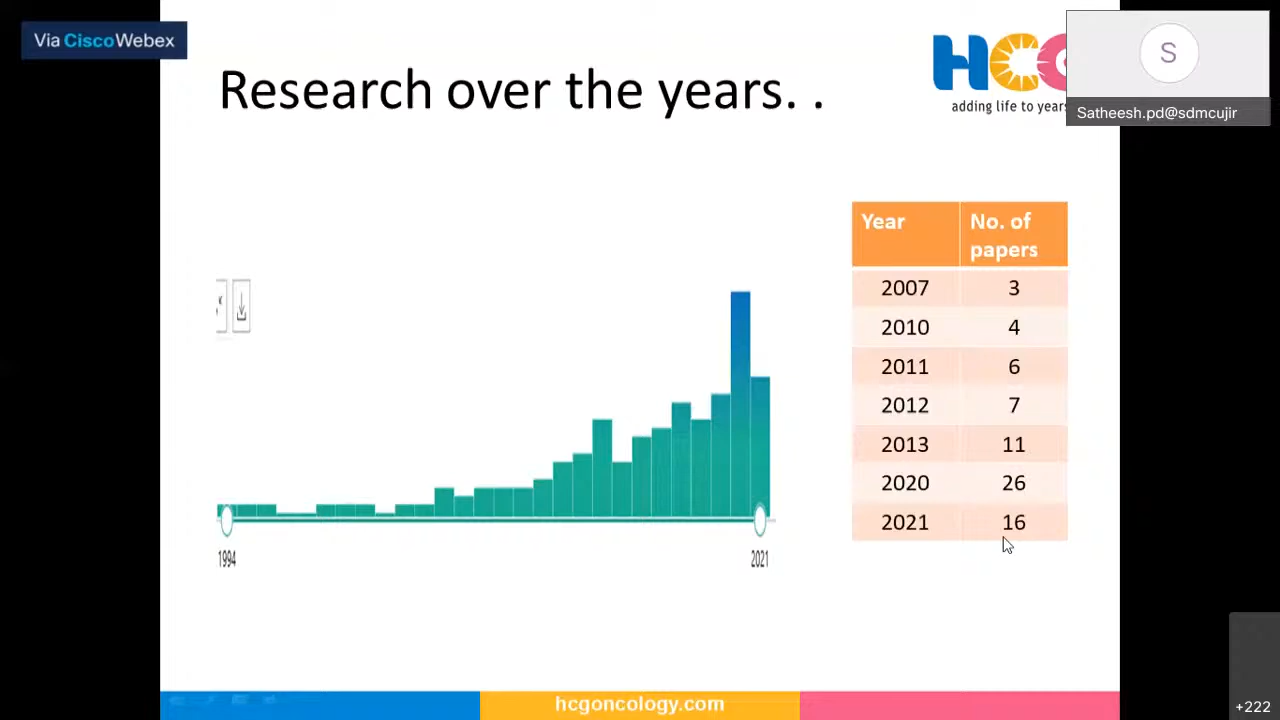 Via CiscoWebex
Research over the years. .
HCG
adding life to years
S
Satheesh.pd@sdmcujir
Year No. of papers
2007 3
2010 4
2011 6
2012 7
2013 11
2020 26
2021 16
1994 2021
hcgoncology.com
+222